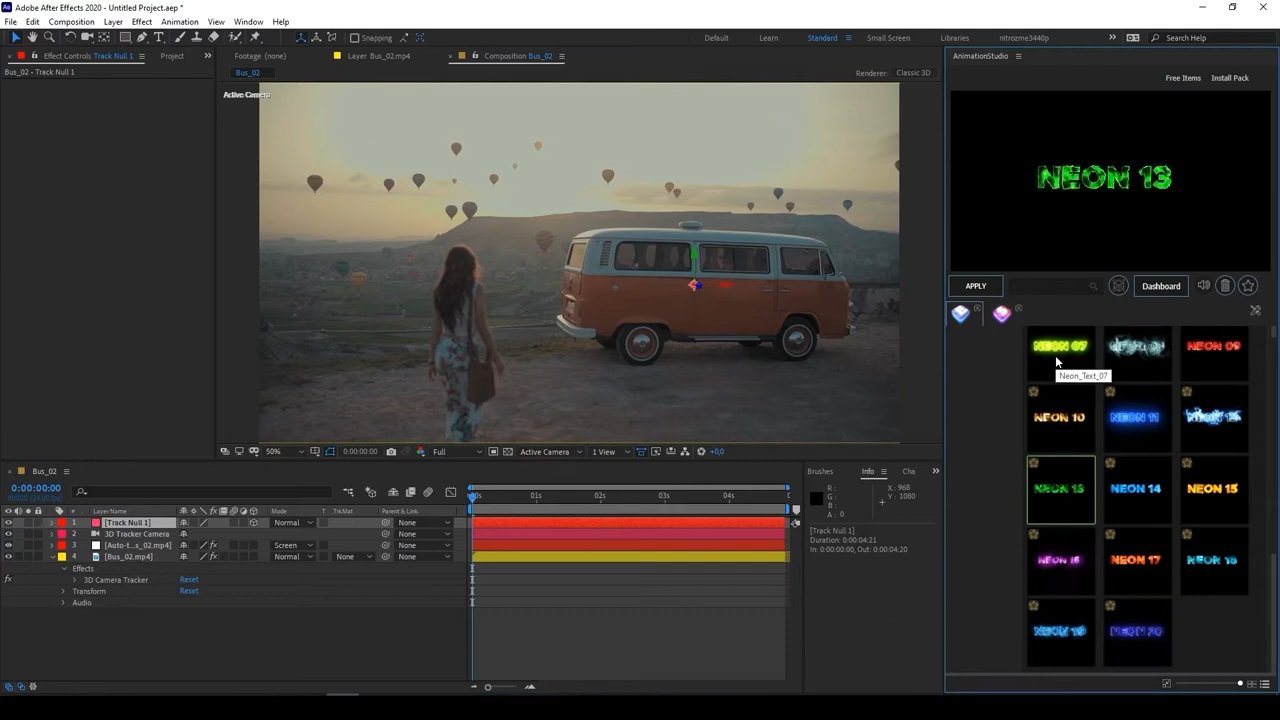 Adobe After Effects 2020 - Untitled Project.aep *
File Edit Composition Layer Effect Animation View Window Help
Snapping
Default Learn Standard Small Screen Libraries nitrozme3440p Search Help
Effect Controls Track Null 1 Project
Bus_02 • Track Null 1
Footage (none) Layer Bus_02.mp4 Composition Bus_02
Bus_02 Renderer: Classic 3D
Active Camera
AnimationStudio
Free Items Install Pack
NEON 13
APPLY Dashboard
NEON 07 NEON 09
Neon_Text_07
NEON 10 NEON 11
NEON 13 NEON 14 NEON 15
NEON 16 NEON 17 NEON 18
NEON 19 NEON 20
50% 0:00:00:00 Full Active Camera 1 View +0,0
Bus_02
0:00:00:00
01s 02s 03s 04s
# Layer Name Mode T TrkMat Parent & Link
1 [Track Null 1] Normal None
2 3D Tracker Camera None
3 [Auto-t...s_02.mp4] Screen None
4 [Bus_02.mp4] Normal None None
Effects
fx 3D Camera Tracker Reset
Transform Reset
Audio
Brushes Info Cha
R:
G:
B:
A: 0
X: 968
Y: 1080
[Track Null 1]
Duration: 0:00:04:21
In: 0:00:00:00, Out: 0:00:04:20